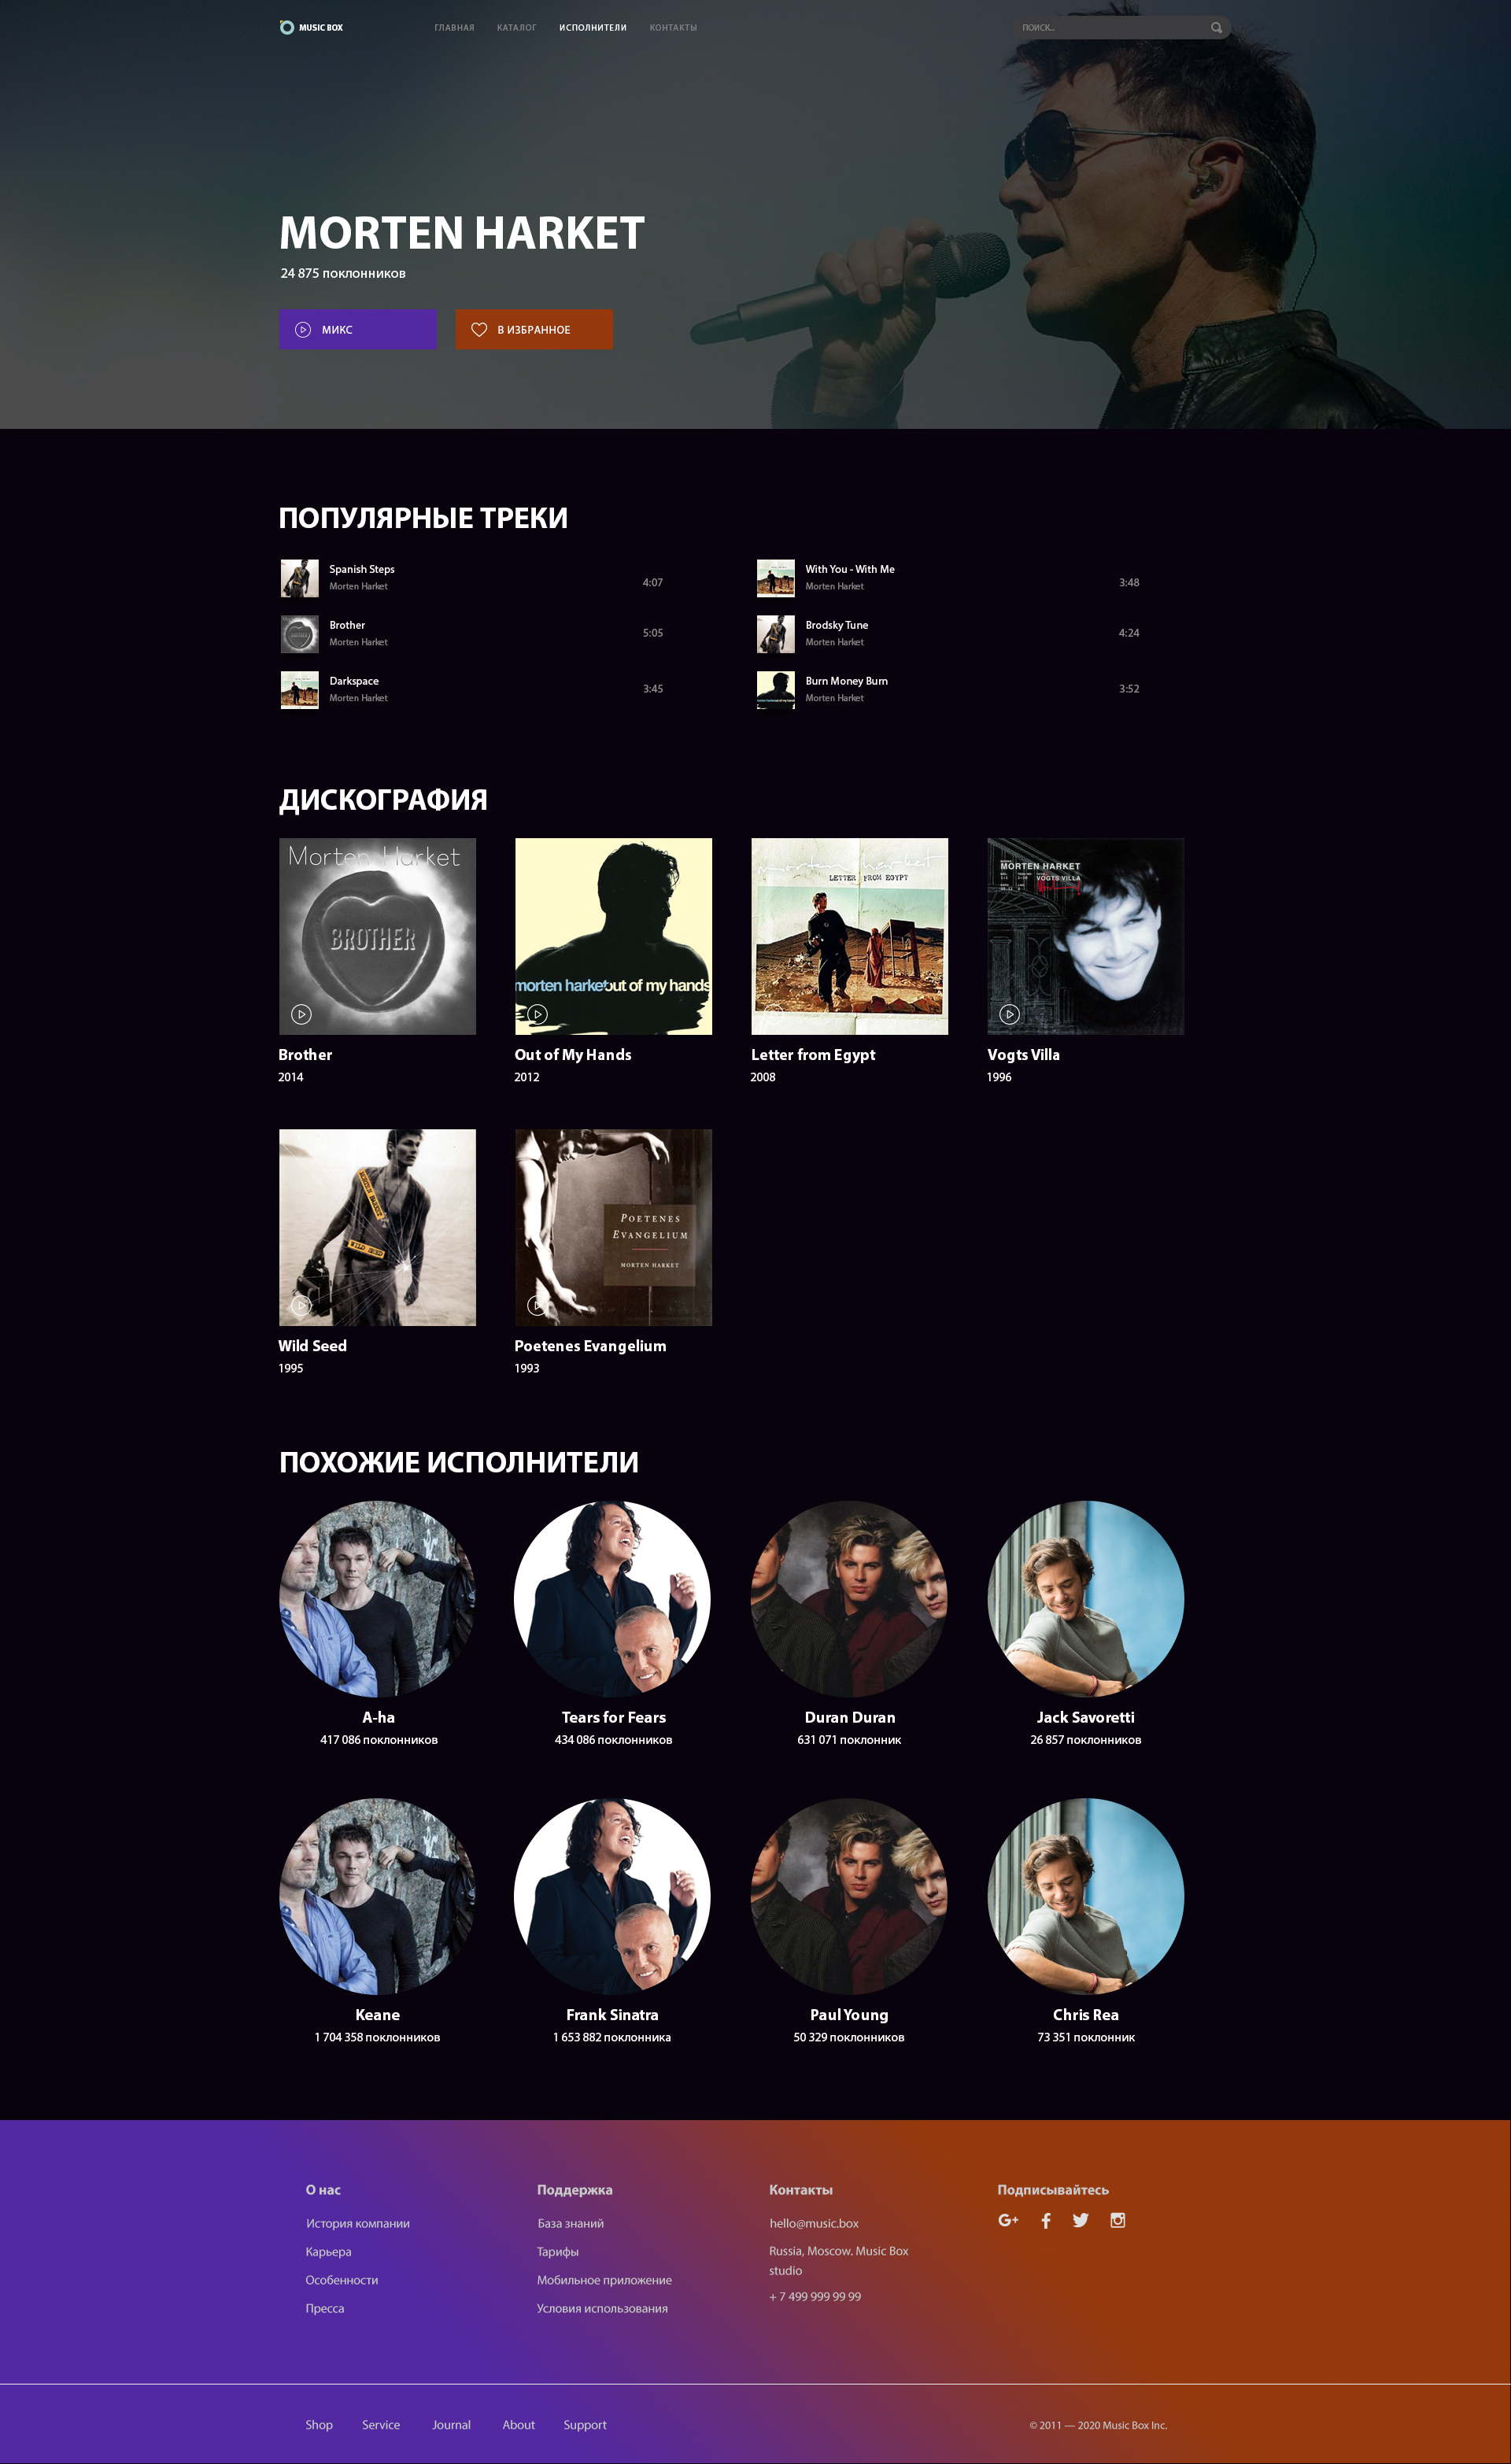 MUSIC BOX
ГЛАВНАЯ КАТАЛОГ ИСПОЛНИТЕЛИ КОНТАКТЫ
ПОИСК...
MORTEN HARKET
24 875 поклонников
МИКС
В ИЗБРАННОЕ
ПОПУЛЯРНЫЕ ТРЕКИ
Spanish Steps
Morten Harket
4:07
With You - With Me
Morten Harket
3:48
Brother
Morten Harket
5:05
Brodsky Tune
Morten Harket
4:24
Darkspace
Morten Harket
3:45
Burn Money Burn
Morten Harket
3:52
ДИСКОГРАФИЯ
Morten Harket
BROTHER
morten harket out of my hands
morten harket
LETTER FROM EGYPT
MORTEN HARKET
VOGTS VILLA
Brother
2014
Out of My Hands
2012
Letter from Egypt
2008
Vogts Villa
1996
MORTEN HARKET
WILD SEED
POETENES
EVANGELIUM
MORTEN HARKET
Wild Seed
1995
Poetenes Evangelium
1993
ПОХОЖИЕ ИСПОЛНИТЕЛИ
A-ha
417 086 поклонников
Tears for Fears
434 086 поклонников
Duran Duran
631 071 поклонник
Jack Savoretti
26 857 поклонников
Keane
1 704 358 поклонников
Frank Sinatra
1 653 882 поклонника
Paul Young
50 329 поклонников
Chris Rea
73 351 поклонник
О нас
История компании
Карьера
Особенности
Пресса
Поддержка
База знаний
Тарифы
Мобильное приложение
Условия использования
Контакты
hello@music.box
Russia, Moscow. Music Box
studio
+ 7 499 999 99 99
Подписывайтесь
Shop Service Journal About Support
© 2011 — 2020 Music Box Inc.